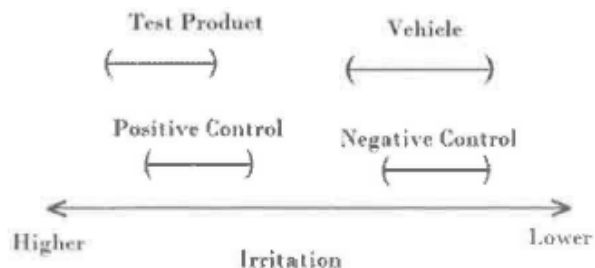 Test Product
Vehicle
Positive Control
Negative Control
Higher
Lower
Irritation